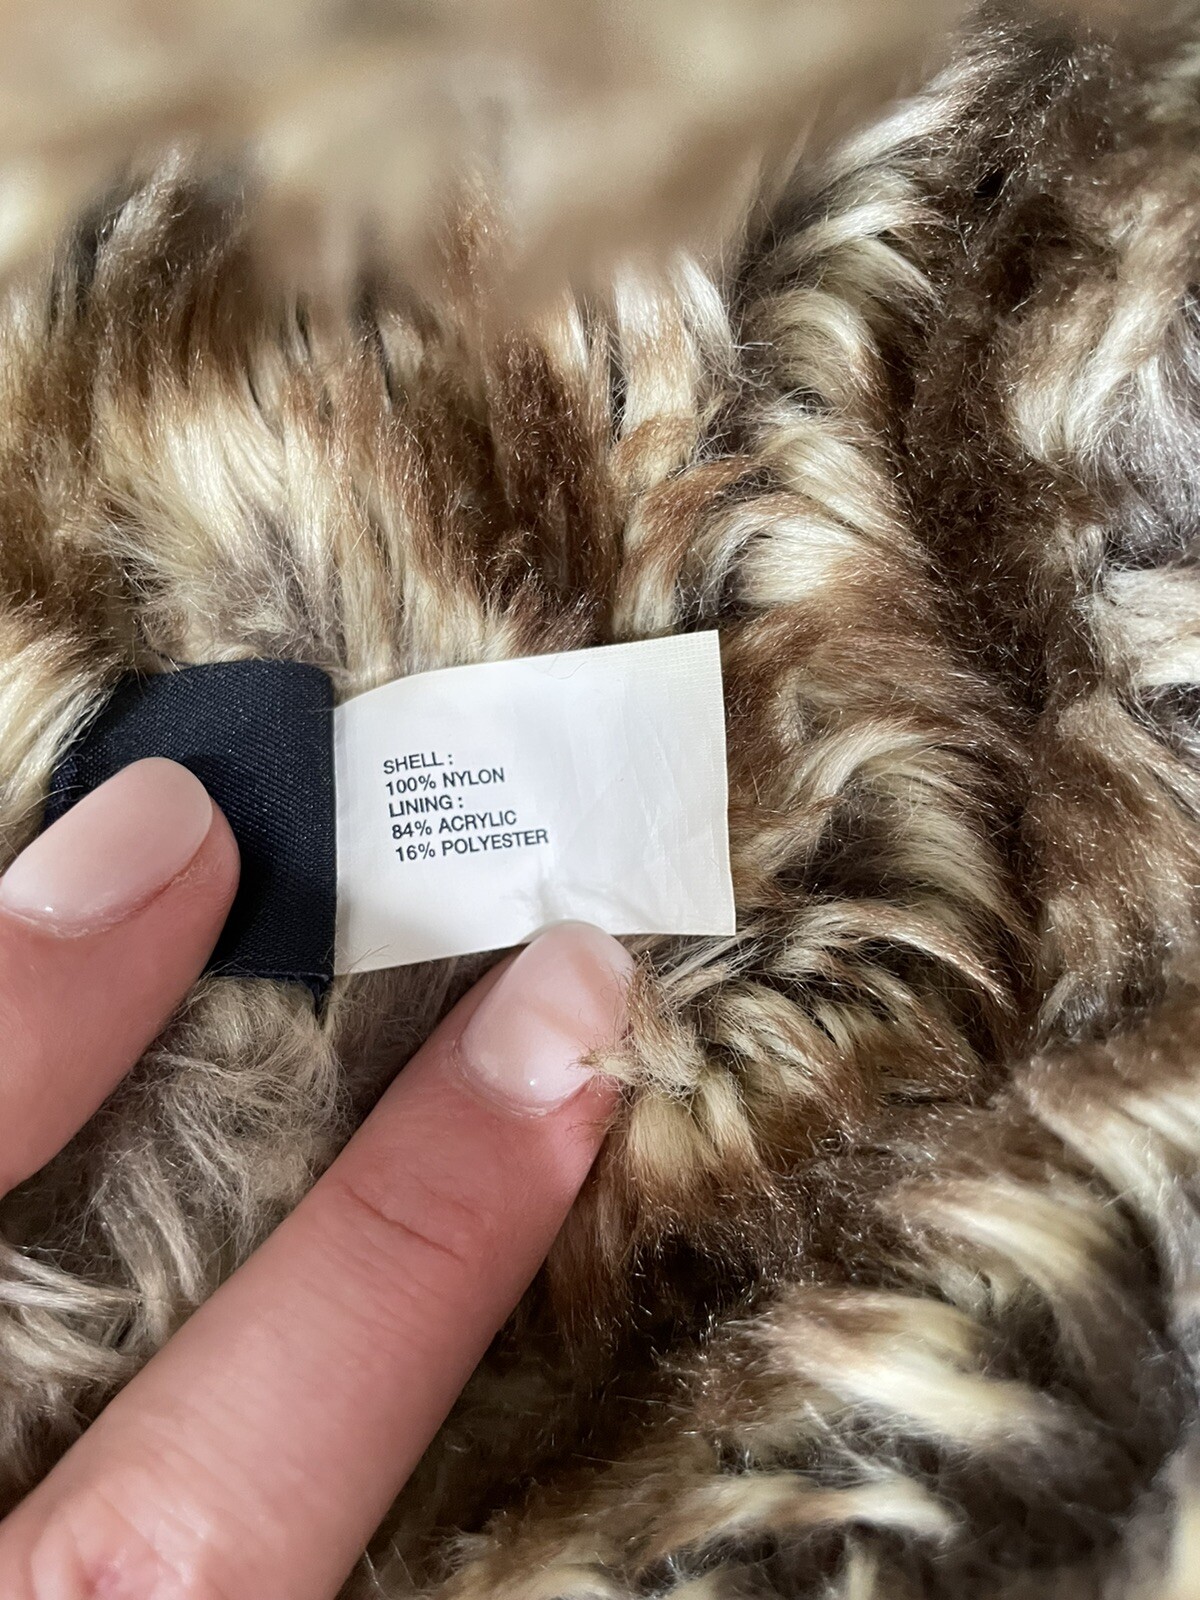 SHELL :
100% NYLON
LINING :
84% ACRYLIC
16% POLYESTER